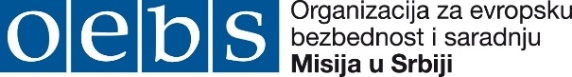 oebs
Organizacija za evropsku
bezbednost i saradnju
Misija u Srbiji